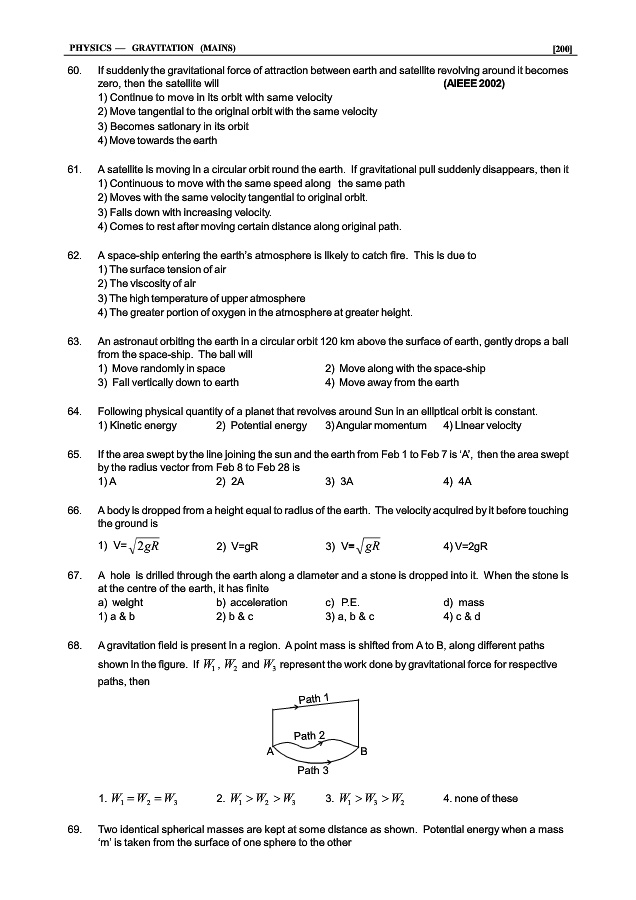 PHYSICS — GRAVITATION (MAINS) [200]
60. If suddenly the gravitational force of attraction between earth and satellite revolving around it becomes
zero, then the satellite will (AIEEE 2002)
1) Continue to move in its orbit with same velocity
2) Move tangential to the original orbit with the same velocity
3) Becomes sationary in its orbit
4) Move towards the earth
61. A satellite is moving in a circular orbit round the earth. If gravitational pull suddenly disappears, then it
1) Continuous to move with the same speed along the same path
2) Moves with the same velocity tangential to original orbit.
3) Falls down with increasing velocity.
4) Comes to rest after moving certain distance along original path.
62. A space-ship entering the earth's atmosphere is likely to catch fire. This is due to
1) The surface tension of air
2) The viscosity of air
3) The high temperature of upper atmosphere
4) The greater portion of oxygen in the atmosphere at greater height.
63. An astronaut orbiting the earth in a circular orbit 120 km above the surface of earth, gently drops a ball
from the space-ship. The ball will
1) Move randomly in space 2) Move along with the space-ship
3) Fall vertically down to earth 4) Move away from the earth
64. Following physical quantity of a planet that revolves around Sun in an elliptical orbit is constant.
1) Kinetic energy 2) Potential energy 3) Angular momentum 4) Linear velocity
65. If the area swept by the line joining the sun and the earth from Feb 1 to Feb 7 is 'A', then the area swept
by the radius vector from Feb 8 to Feb 28 is
1) A 2) 2A 3) 3A 4) 4A
66. A body is dropped from a height equal to radius of the earth. The velocity acquired by it before touching
the ground is
1) V=√2gR 2) V=gR 3) V=√gR 4) V=2gR
67. A hole is drilled through the earth along a diameter and a stone is dropped into it. When the stone is
at the centre of the earth, it has finite
a) weight b) acceleration c) P.E. d) mass
1) a & b 2) b & c 3) a, b & c 4) c & d
68. A gravitation field is present in a region. A point mass is shifted from A to B, along different paths
shown in the figure. If W₁, W₂ and W₃ represent the work done by gravitational force for respective
paths, then
Path 1
Path 2
A B
Path 3
1. W₁ = W₂ = W₃ 2. W₁ > W₂ > W₃ 3. W₁ > W₃ > W₂ 4. none of these
69. Two identical spherical masses are kept at some distance as shown. Potential energy when a mass
'm' is taken from the surface of one sphere to the other